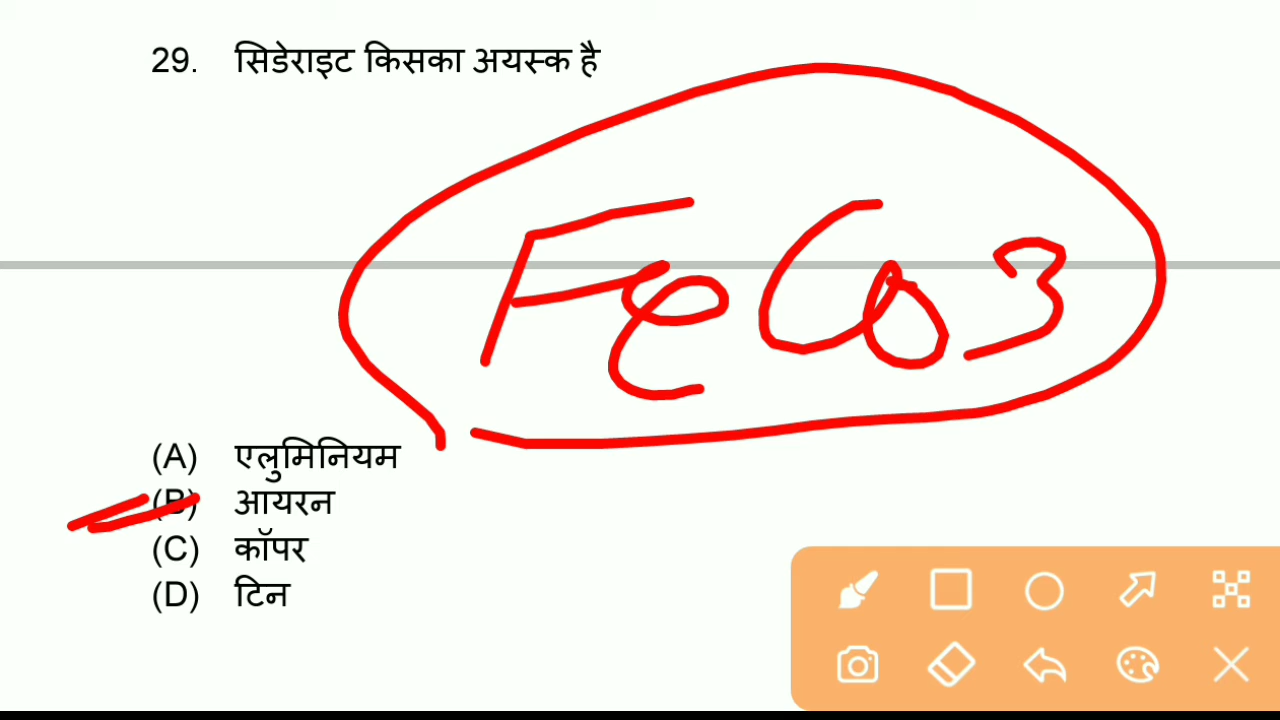 29. सिडेराइट किसका अयस्क है
FeCo3
(A) एलुमिनियम
(B) आयरन
(C) कॉपर
(D) टिन